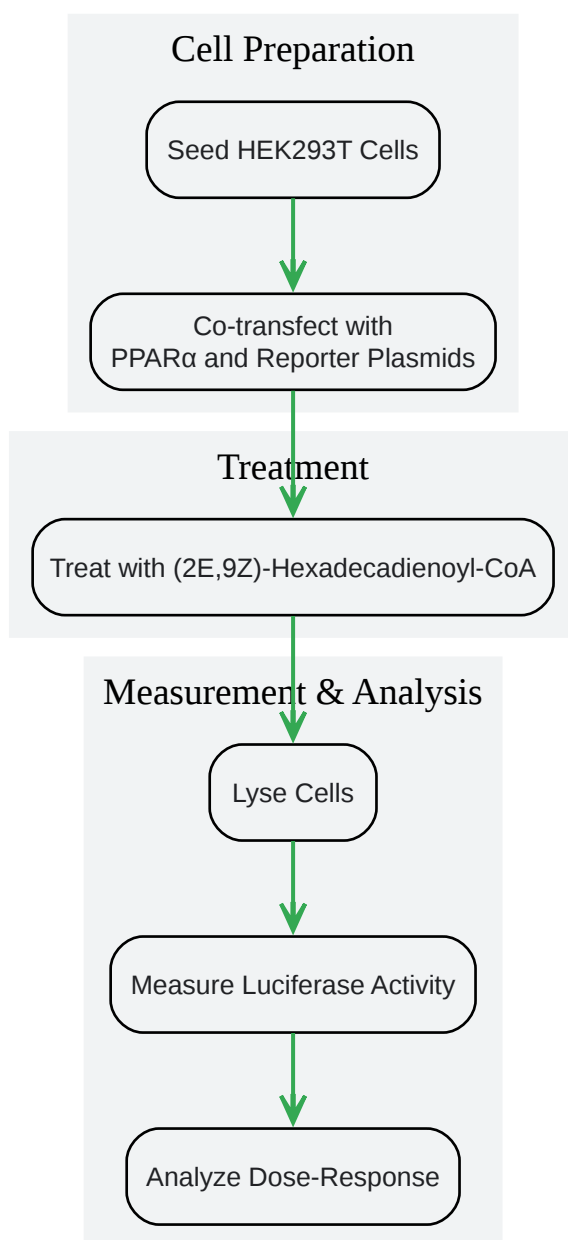 Cell Preparation
Seed HEK293T Cells
Co-transfect with
PPARα and Reporter Plasmids
Treatment
Treat with (2E,9Z)-Hexadecadienoyl-CoA
Measurement & Analysis
Lyse Cells
Measure Luciferase Activity
Analyze Dose-Response